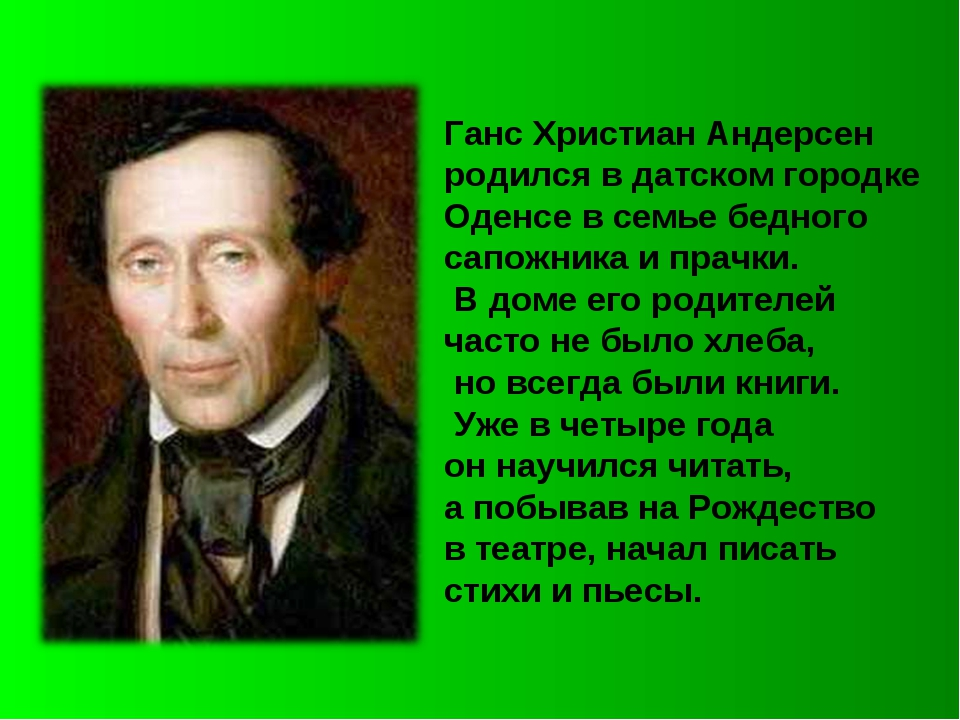 Ганс Христиан Андерсен
родился в датском городке
Оденсе в семье бедного
сапожника и прачки.
В доме его родителей
часто не было хлеба,
но всегда были книги.
Уже в четыре года
он научился читать,
а побывав на Рождество
в театре, начал писать
стихи и пьесы.